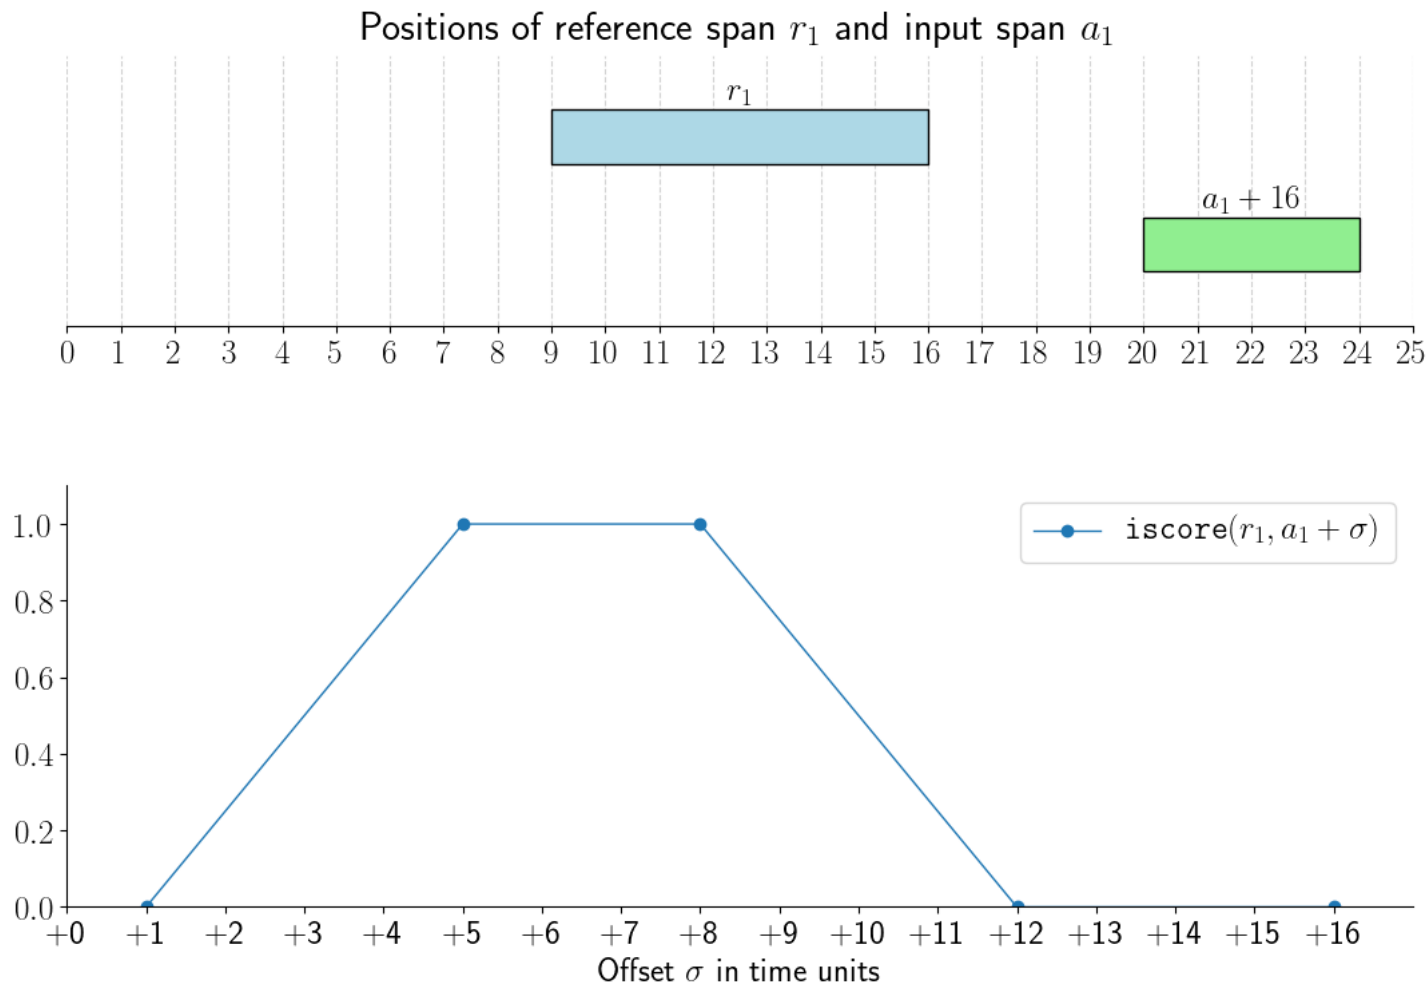 Positions of reference span r₁ and input span a₁
r₁
a₁ + 16
0 1 2 3 4 5 6 7 8 9 10 11 12 13 14 15 16 17 18 19 20 21 22 23 24 25
1.0
0.8
0.6
0.4
0.2
0.0
iscore(r₁, a₁ + σ)
+0 +1 +2 +3 +4 +5 +6 +7 +8 +9 +10 +11 +12 +13 +14 +15 +16
Offset σ in time units